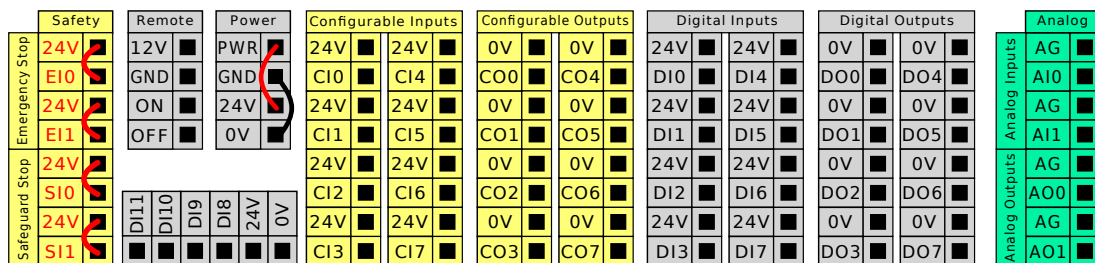 Safety
Emergency Stop
24V
EI0
24V
EI1
Safeguard Stop
24V
SI0
24V
SI1
Remote
12V
GND
ON
OFF
Power
PWR
GND
24V
0V
DI11 DI10 DI9 DI8 24V 0V
Configurable Inputs
24V 24V
CI0 CI4
24V 24V
CI1 CI5
24V 24V
CI2 CI6
24V 24V
CI3 CI7
Configurable Outputs
0V 0V
CO0 CO4
0V 0V
CO1 CO5
0V 0V
CO2 CO6
0V 0V
CO3 CO7
Digital Inputs
24V 24V
DI0 DI4
24V 24V
DI1 DI5
24V 24V
DI2 DI6
24V 24V
DI3 DI7
Digital Outputs
0V 0V
DO0 DO4
0V 0V
DO1 DO5
0V 0V
DO2 DO6
0V 0V
DO3 DO7
Analog
Analog Inputs
AG
AI0
AG
AI1
Analog Outputs
AG
AO0
AG
AO1